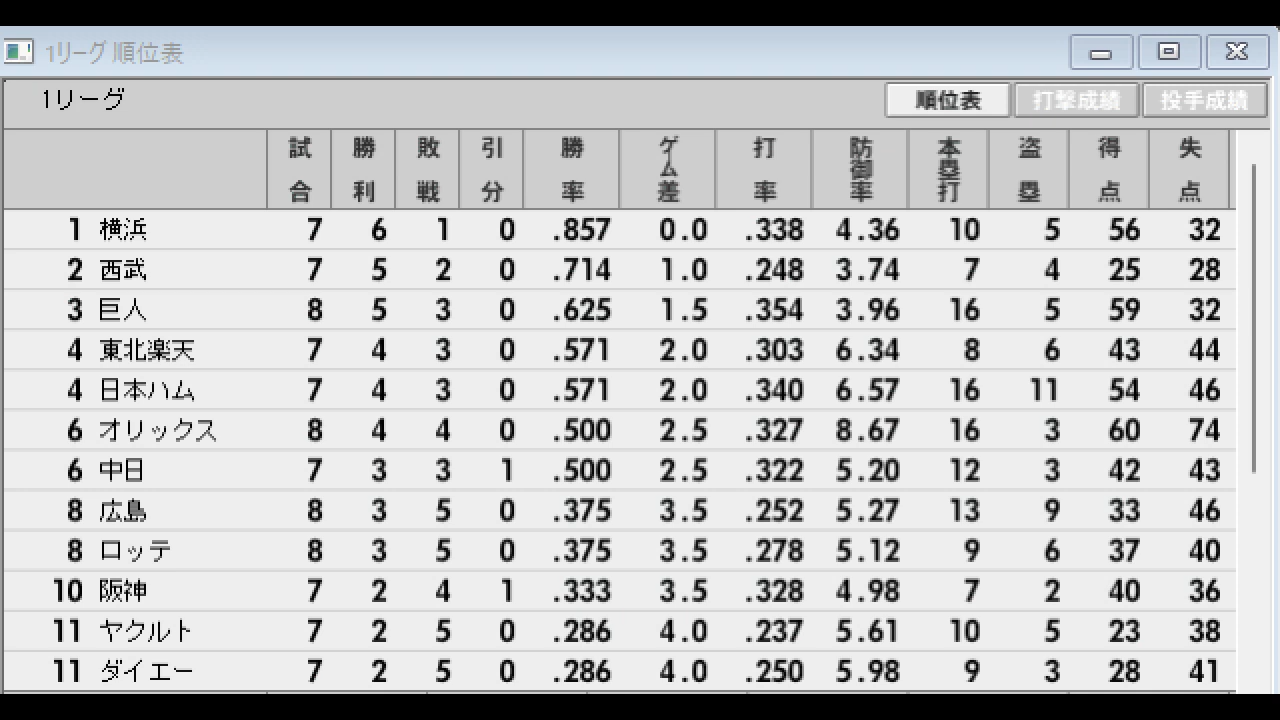 1リーグ 順位表
1リーグ 順位表 打撃成績 投手成績
試合 勝利 敗戦 引分 勝率 ゲーム差 打率 防御率 本塁打 盗塁 得点 失点
1 横浜 7 6 1 0 .857 0.0 .338 4.36 10 5 56 32
2 西武 7 5 2 0 .714 1.0 .248 3.74 7 4 25 28
3 巨人 8 5 3 0 .625 1.5 .354 3.96 16 5 59 32
4 東北楽天 7 4 3 0 .571 2.0 .303 6.34 8 6 43 44
4 日本ハム 7 4 3 0 .571 2.0 .340 6.57 16 11 54 46
6 オリックス 8 4 4 0 .500 2.5 .327 8.67 16 3 60 74
6 中日 7 3 3 1 .500 2.5 .322 5.20 12 3 42 43
8 広島 8 3 5 0 .375 3.5 .252 5.27 13 9 33 46
8 ロッテ 8 3 5 0 .375 3.5 .278 5.12 9 6 37 40
10 阪神 7 2 4 1 .333 3.5 .328 4.98 7 2 40 36
11 ヤクルト 7 2 5 0 .286 4.0 .237 5.61 10 5 23 38
11 ダイエー 7 2 5 0 .286 4.0 .250 5.98 9 3 28 41